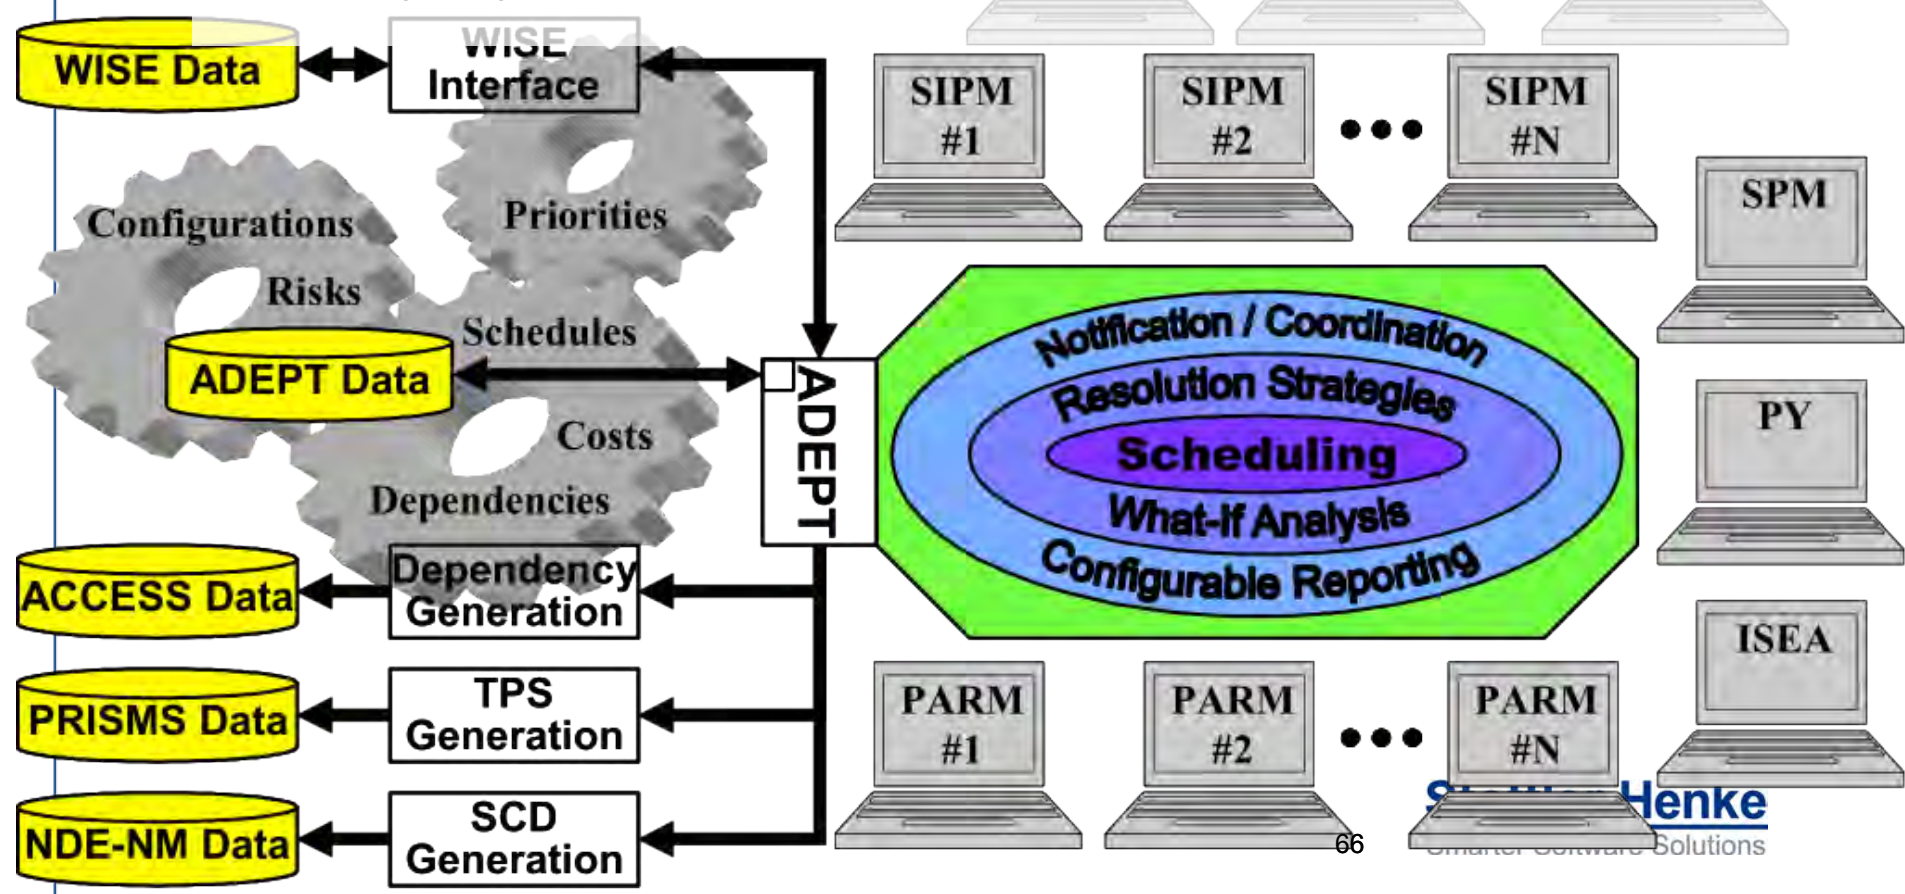 WISE Data
WISE
Interface
SIPM
#1
SIPM
#2
SIPM
#N
SPM
Configurations
Priorities
Risks
Schedules
ADEPT Data
Costs
Dependencies
ADEPT
Notification / Coordination
Resolution Strategies
Scheduling
What-If Analysis
Configurable Reporting
PY
ISEA
ACCESS Data
Dependency
Generation
PRISMS Data
TPS
Generation
NDE-NM Data
SCD
Generation
PARM
#1
PARM
#2
PARM
#N
Henke
66
Smarter Software Solutions